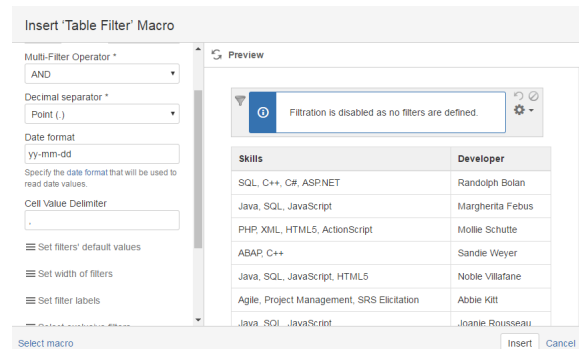 Insert 'Table Filter' Macro
Multi-Filter Operator *
AND
Decimal separator *
Point (.)
Date format
yy-mm-dd
Specify the date format that will be used to
read date values.
Cell Value Delimiter
,
Set filters' default values
Set width of filters
Set filter labels
Select exclusive filters
Select macro
Preview
Filtration is disabled as no filters are defined.
Skills Developer
SQL, C++, C#, ASP.NET Randolph Bolan
Java, SQL, JavaScript Margherita Febus
PHP, XML, HTML5, ActionScript Mollie Schutte
ABAP, C++ Sandie Weyer
Java, SQL, JavaScript, HTML5 Noble Villafane
Agile, Project Management, SRS Elicitation Abbie Kitt
Java, SQL, JavaScript Joanie Rousseau
Insert Cancel